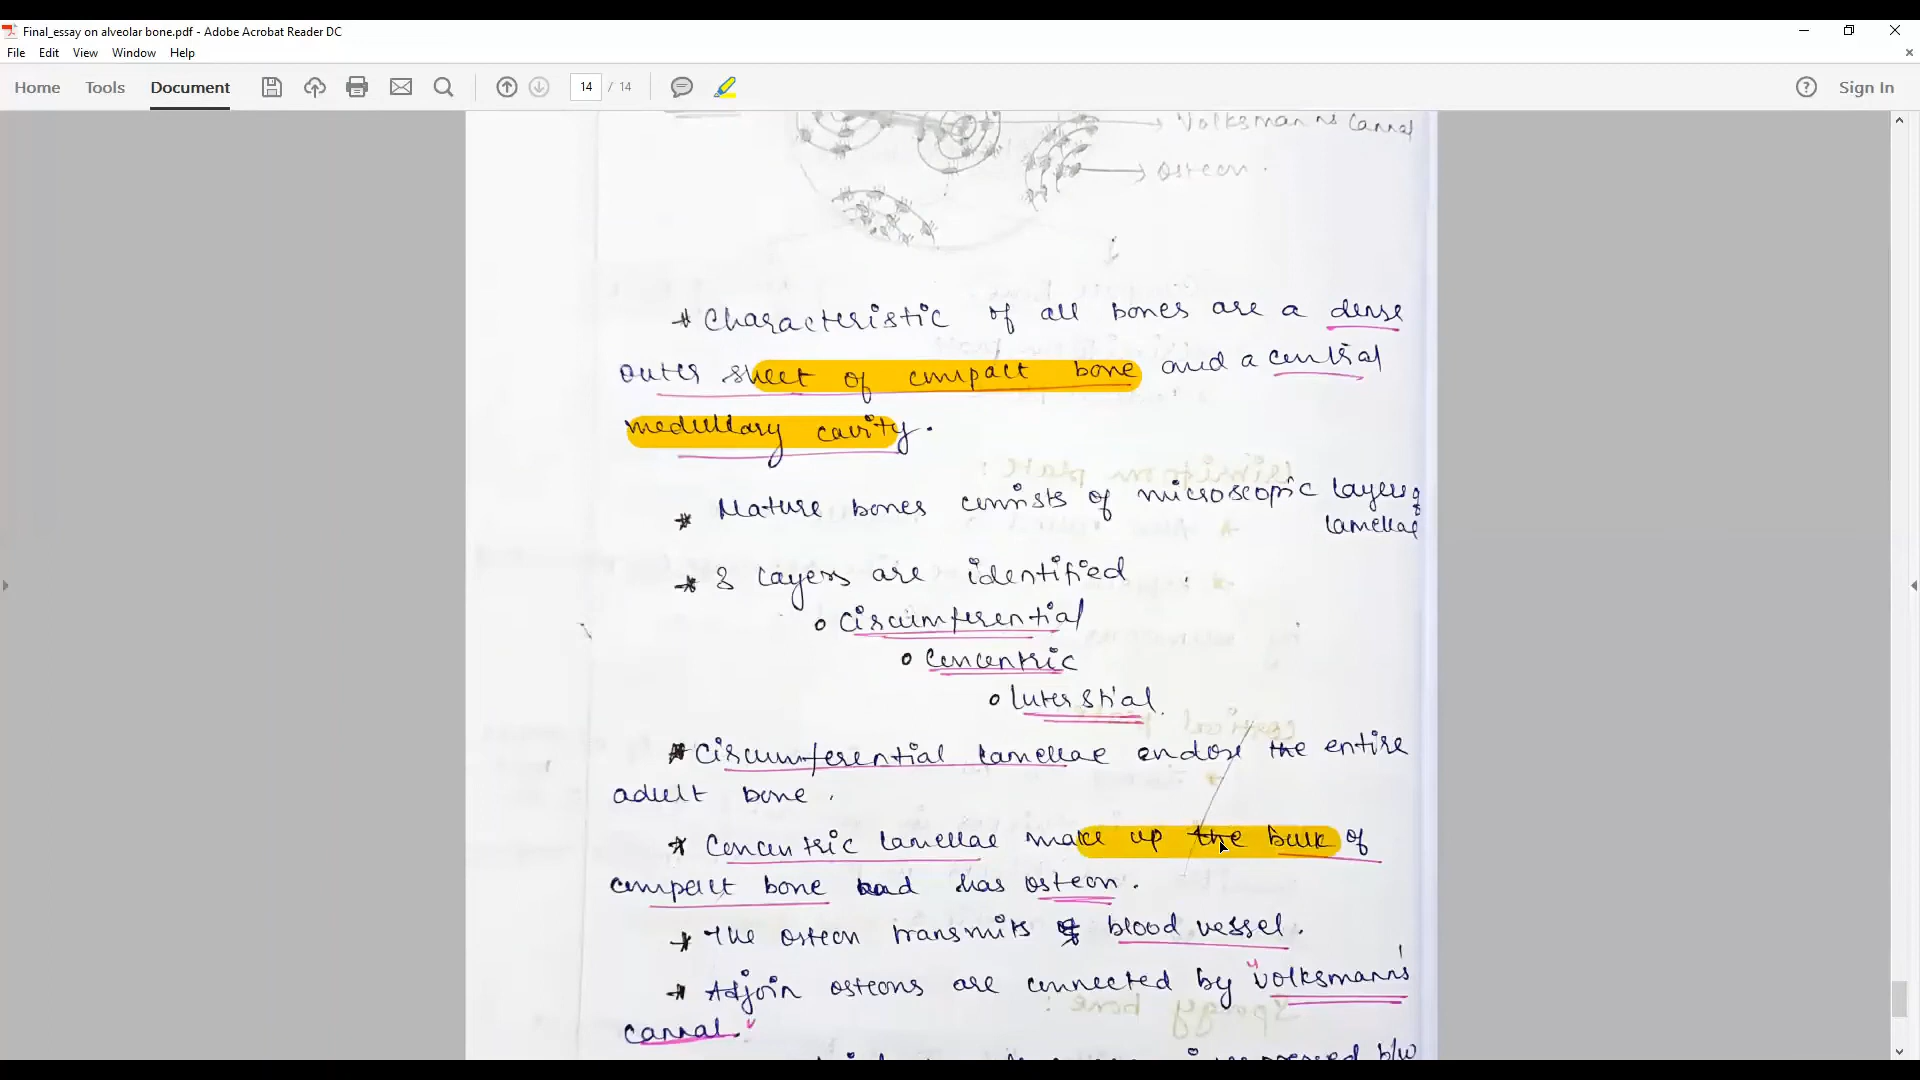 Final_essay on alveolar bone.pdf - Adobe Acrobat Reader DC
File Edit View Window Help
Home Tools Document 14 / 14 Sign In
Volksmanns Cannal
Osteon.
* Characteristic of all bones are a dense
outer sheet of compact bone and a central
medullary cavity.
* Mature bones consists of microscopic layers of
lamellae
* 3 layers are identified
o Circumferential
o Concentric
o Interstial.
* Circumferential lamellae enclose the entire
adult bone.
* Concentric lamellae make up the bulk of
compact bone and has osteon.
* The osteon transmits blood vessel.
* Adjoin osteons are connected by "Volksmann's
cannal."
b/w